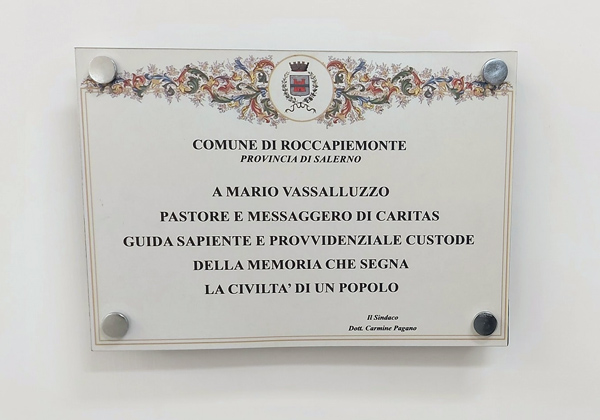 COMUNE DI ROCCAPIEMONTE
PROVINCIA DI SALERNO
A MARIO VASSALLUZZO
PASTORE E MESSAGGERO DI CARITAS
GUIDA SAPIENTE E PROVVIDENZIALE CUSTODE
DELLA MEMORIA CHE SEGNA
LA CIVILTA' DI UN POPOLO
Il Sindaco
Dott. Carmine Pagano